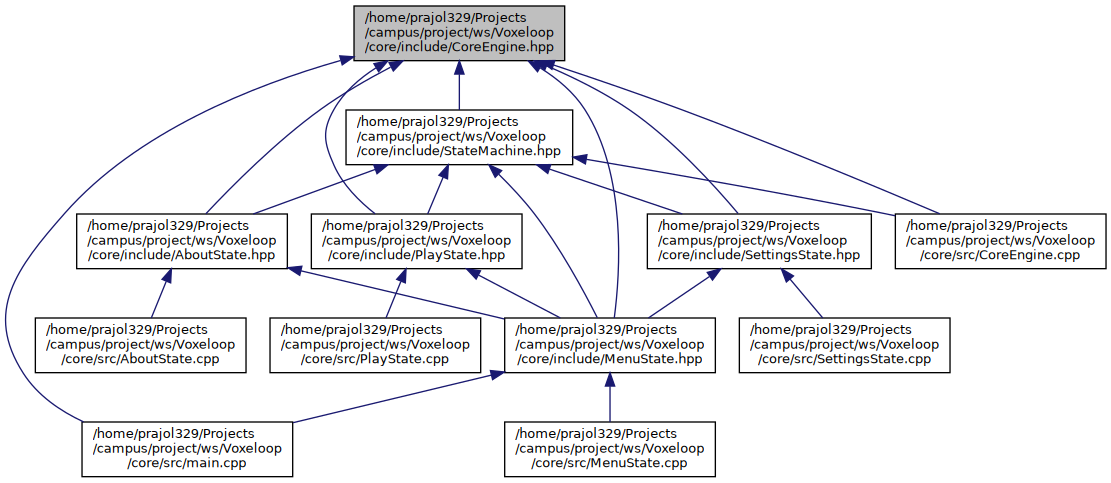 /home/prajol329/Projects
/campus/project/ws/Voxeloop
/core/include/CoreEngine.hpp
/home/prajol329/Projects
/campus/project/ws/Voxeloop
/core/include/StateMachine.hpp
/home/prajol329/Projects
/campus/project/ws/Voxeloop
/core/include/AboutState.hpp
/home/prajol329/Projects
/campus/project/ws/Voxeloop
/core/include/PlayState.hpp
/home/prajol329/Projects
/campus/project/ws/Voxeloop
/core/include/SettingsState.hpp
/home/prajol329/Projects
/campus/project/ws/Voxeloop
/core/src/CoreEngine.cpp
/home/prajol329/Projects
/campus/project/ws/Voxeloop
/core/src/AboutState.cpp
/home/prajol329/Projects
/campus/project/ws/Voxeloop
/core/src/PlayState.cpp
/home/prajol329/Projects
/campus/project/ws/Voxeloop
/core/include/MenuState.hpp
/home/prajol329/Projects
/campus/project/ws/Voxeloop
/core/src/SettingsState.cpp
/home/prajol329/Projects
/campus/project/ws/Voxeloop
/core/src/main.cpp
/home/prajol329/Projects
/campus/project/ws/Voxeloop
/core/src/MenuState.cpp